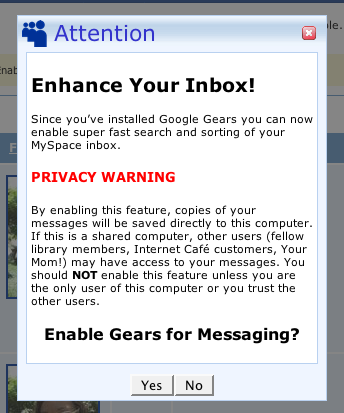 Attention
ple.
Enab
Enhance Your Inbox!
Since you’ve installed Google Gears you can now
enable super fast search and sorting of your
MySpace inbox.
PRIVACY WARNING
F
By enabling this feature, copies of your
messages will be saved directly to this computer.
If this is a shared computer, other users (fellow
library members, Internet Café customers, Your
Mom!) may have access to your messages. You
should NOT enable this feature unless you are
the only user of this computer or you trust the
other users.
Enable Gears for Messaging?
Yes No